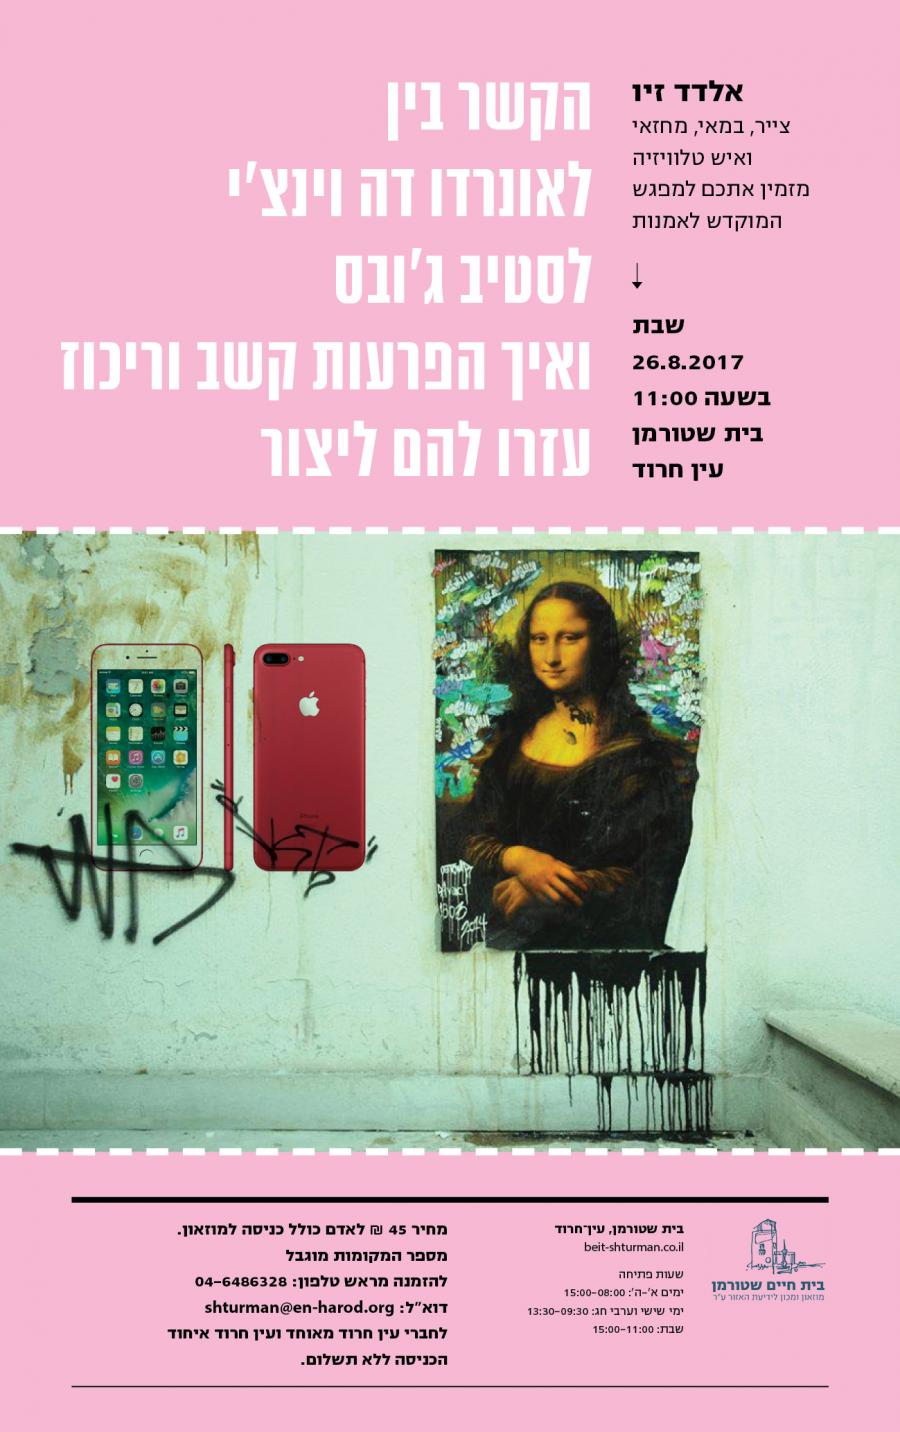 אלדד זיו
צייר, במאי, מחזאי
ואיש טלוויזיה
מזמין אתכם למפגש
המוקדש לאמנות
שבת
26.8.2017
בשעה 11:00
בית שטורמן
עין חרוד
הקשר בין
לאונרדו דה וינצ'י
לסטיב ג'ובס
ואיך הפרעות קשב וריכוז
עזרו להם ליצור
iPhone
2014
בית חיים שטורמן
מוזאון ומכון לידיעת האזור ע"ר
בית שטורמן, עין־חרוד
beit-shturman.co.il
שעות פתיחה
ימים א'–ה': 08:00–15:00
ימי שישי וערבי חג: 09:30–13:30
שבת: 11:00–15:00
מחיר 45 ₪ לאדם כולל כניסה למוזאון.
מספר המקומות מוגבל
להזמנה מראש טלפון: 04-6486328
דוא"ל: shturman@en-harod.org
לחברי עין חרוד מאוחד ועין חרוד איחוד
הכניסה ללא תשלום.